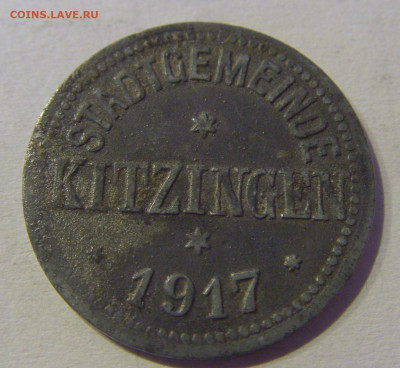 COINS.LAVE.RU
STADTGEMEINDE
KITZINGEN
1917